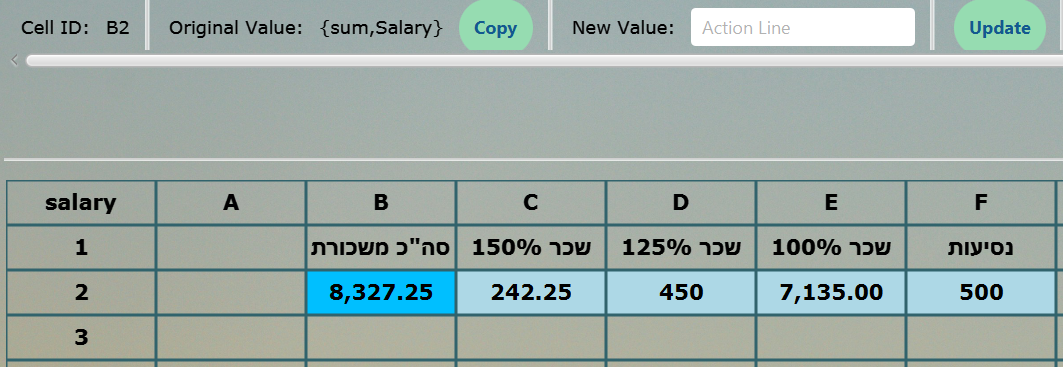 Cell ID: B2 Original Value: {sum,Salary} Copy New Value: Action Line Update
salary A B C D E F
1 סה"כ משכורת שכר 150% שכר 125% שכר 100% נסיעות
2 8,327.25 242.25 450 7,135.00 500
3